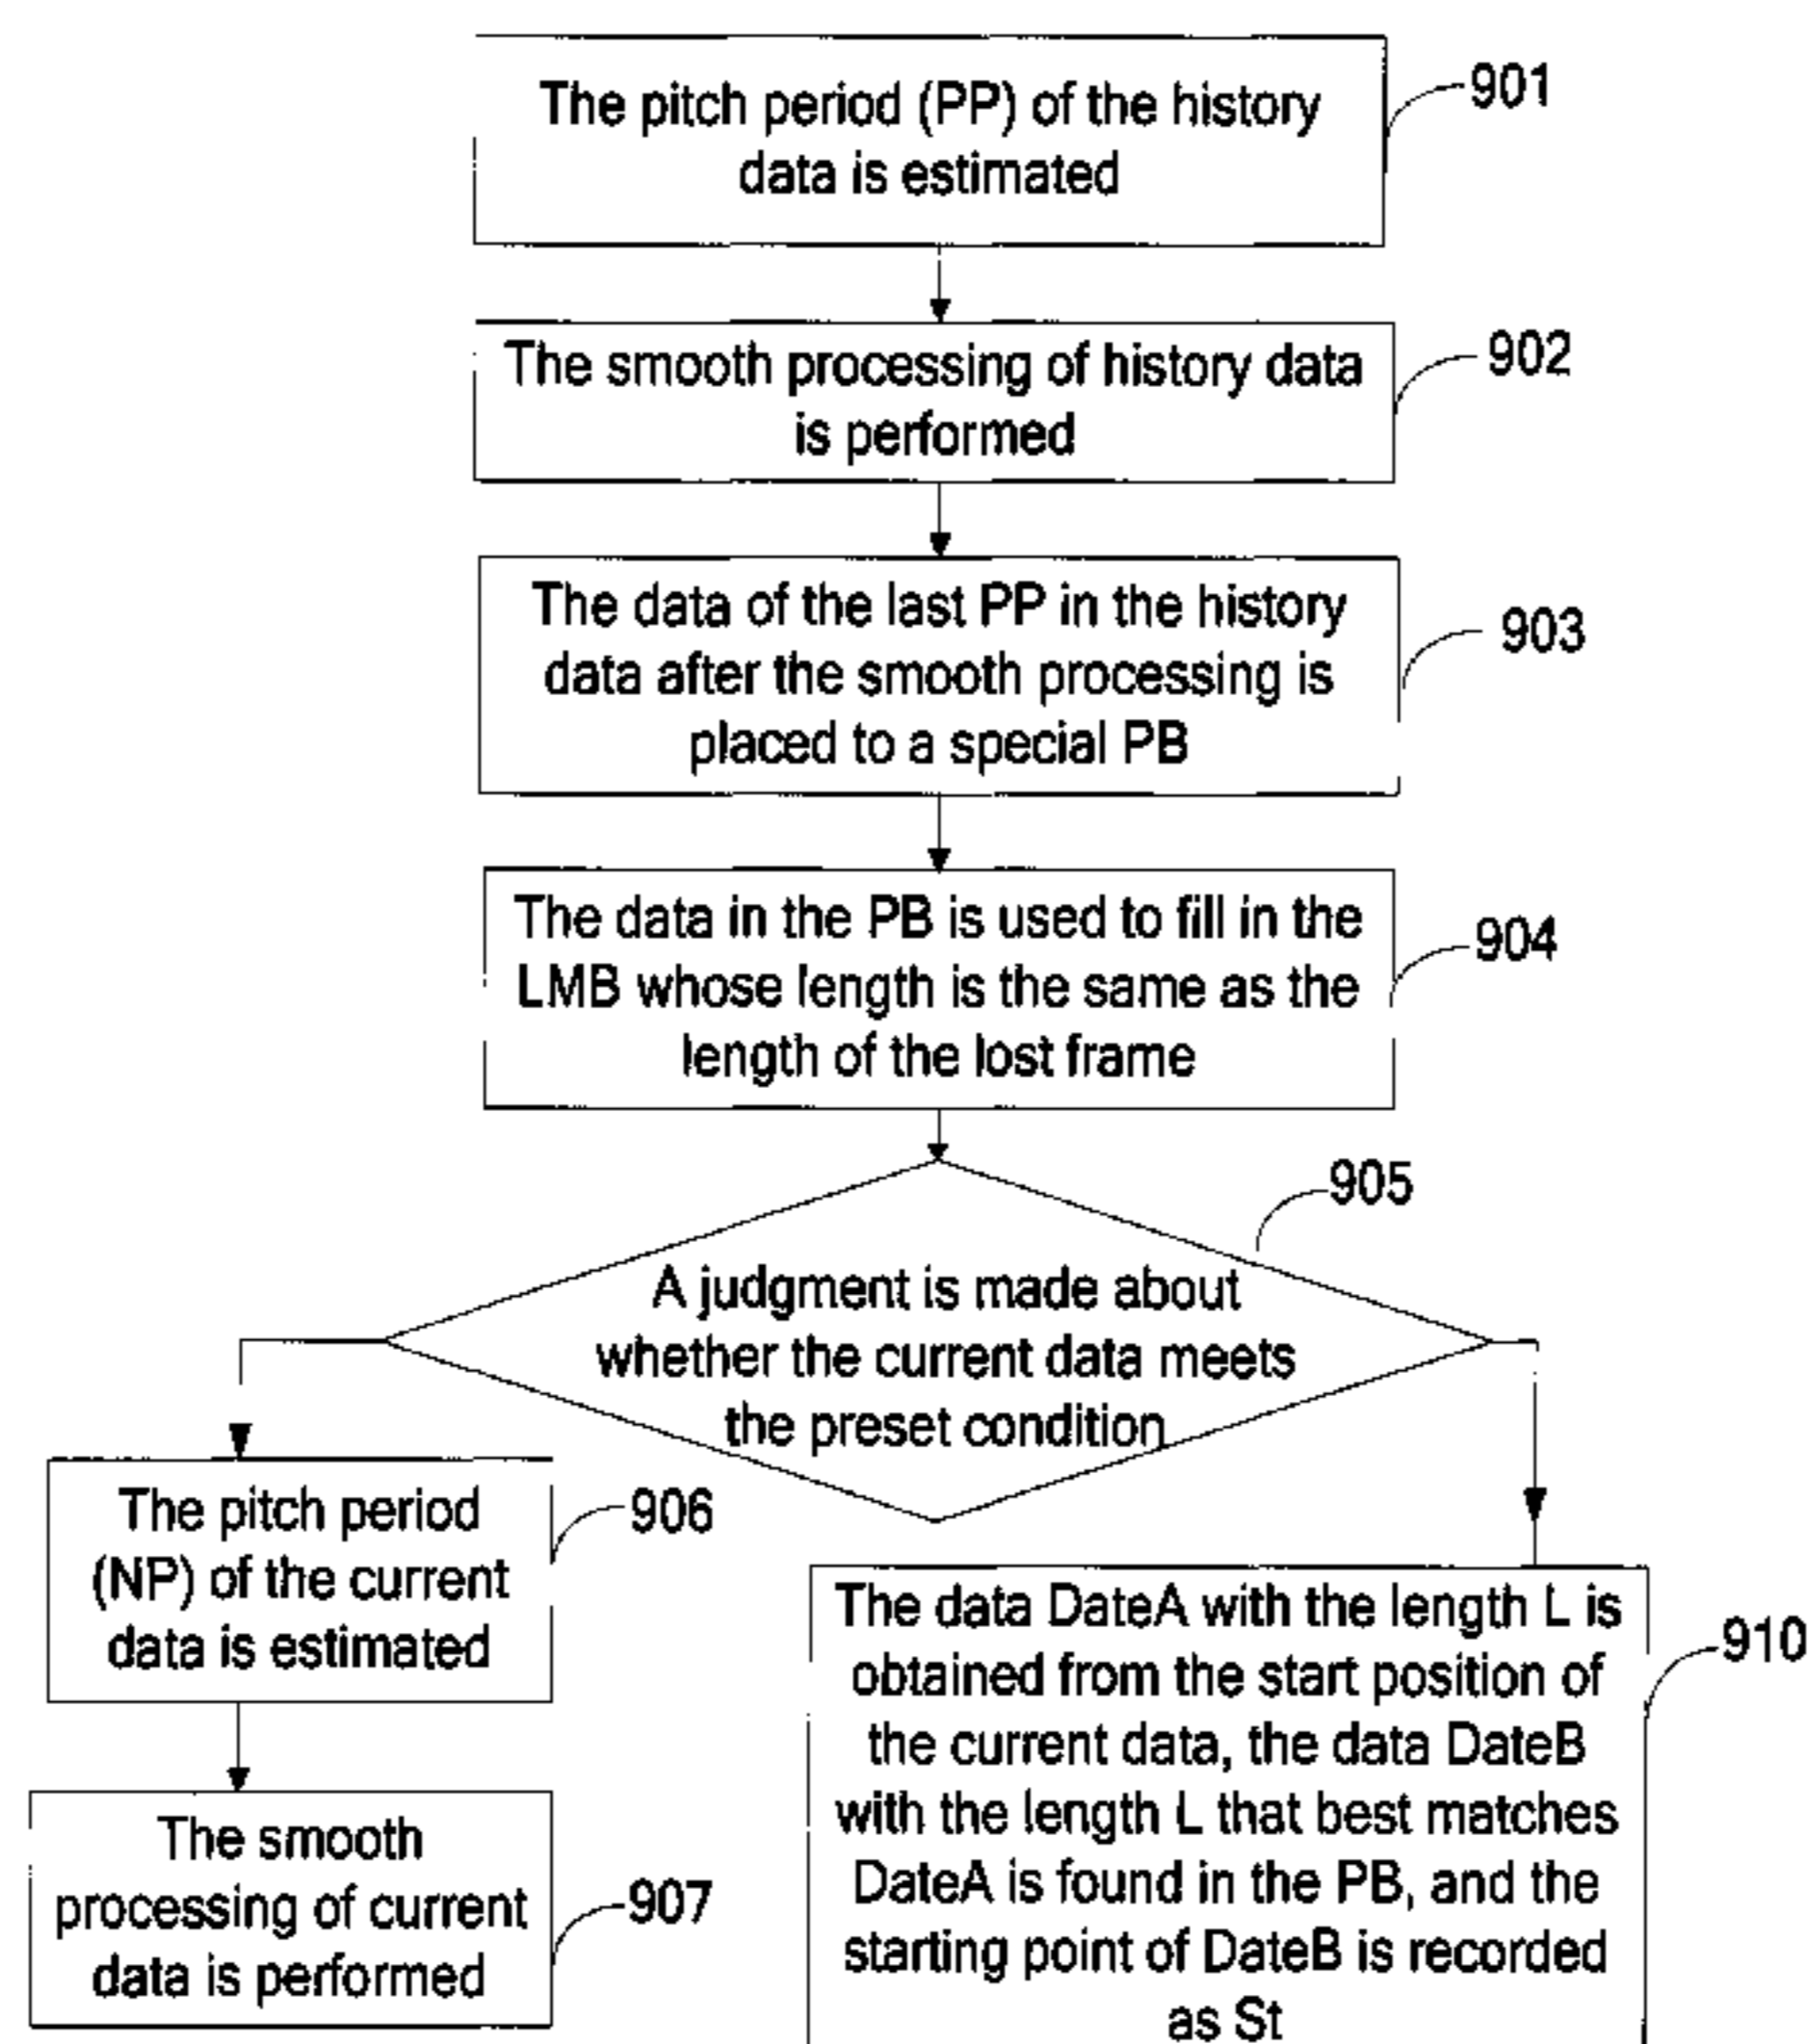 The pitch period (PP) of the history
data is estimated
901
The smooth processing of history data
is performed
902
The data of the last PP in the history
data after the smooth processing is
placed to a special PB
903
The data in the PB is used to fill in the
LMB whose length is the same as the
length of the lost frame
904
905
A judgment is made about
whether the current data meets
the preset condition
The pitch period
(NP) of the current
data is estimated
906
The smooth
processing of current
data is performed
907
The data DateA with the length L is
obtained from the start position of
the current data, the data DateB
with the length L that best matches
DateA is found in the PB, and the
starting point of DateB is recorded
as St
910